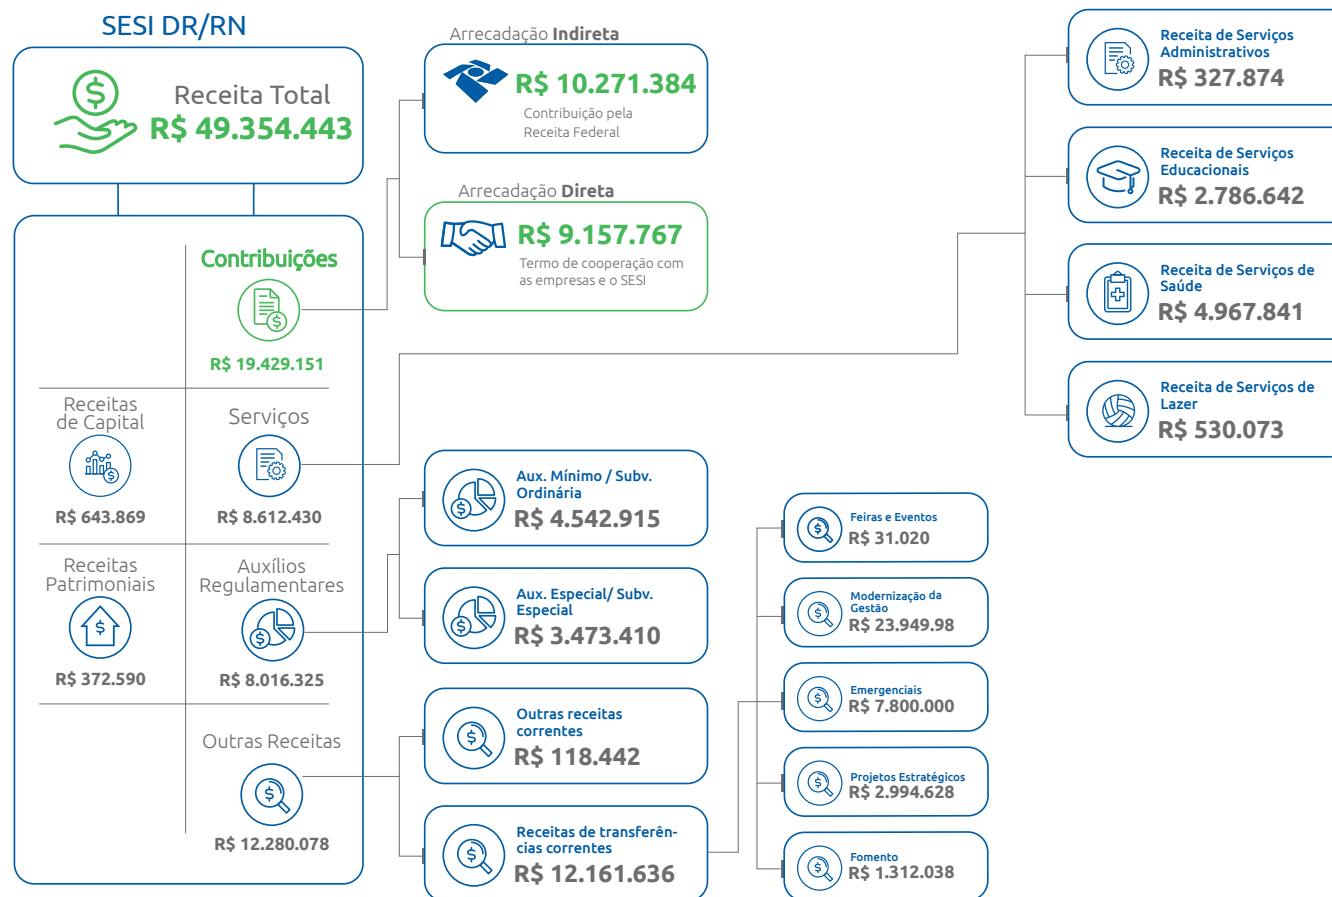 SESI DR/RN
Receita Total
R$ 49.354.443
Contribuições
R$ 19.429.151
Receitas
de Capital
R$ 643.869
Serviços
R$ 8.612.430
Receitas
Patrimoniais
R$ 372.590
Auxílios
Regulamentares
R$ 8.016.325
Outras Receitas
R$ 12.280.078
Arrecadação Indireta
R$ 10.271.384
Contribuição pela
Receita Federal
Arrecadação Direta
R$ 9.157.767
Termo de cooperação com
as empresas e o SESI
Aux. Mínimo / Subv.
Ordinária
R$ 4.542.915
Aux. Especial/ Subv.
Especial
R$ 3.473.410
Outras receitas
correntes
R$ 118.442
Receitas de transferên-
cias correntes
R$ 12.161.636
Feiras e Eventos
R$ 31.020
Modernização da
Gestão
R$ 23.949.98
Emergenciais
R$ 7.800.000
Projetos Estratégicos
R$ 2.994.628
Fomento
R$ 1.312.038
Receita de Serviços
Administrativos
R$ 327.874
Receita de Serviços
Educacionais
R$ 2.786.642
Receita de Serviços de
Saúde
R$ 4.967.841
Receita de Serviços de
Lazer
R$ 530.073